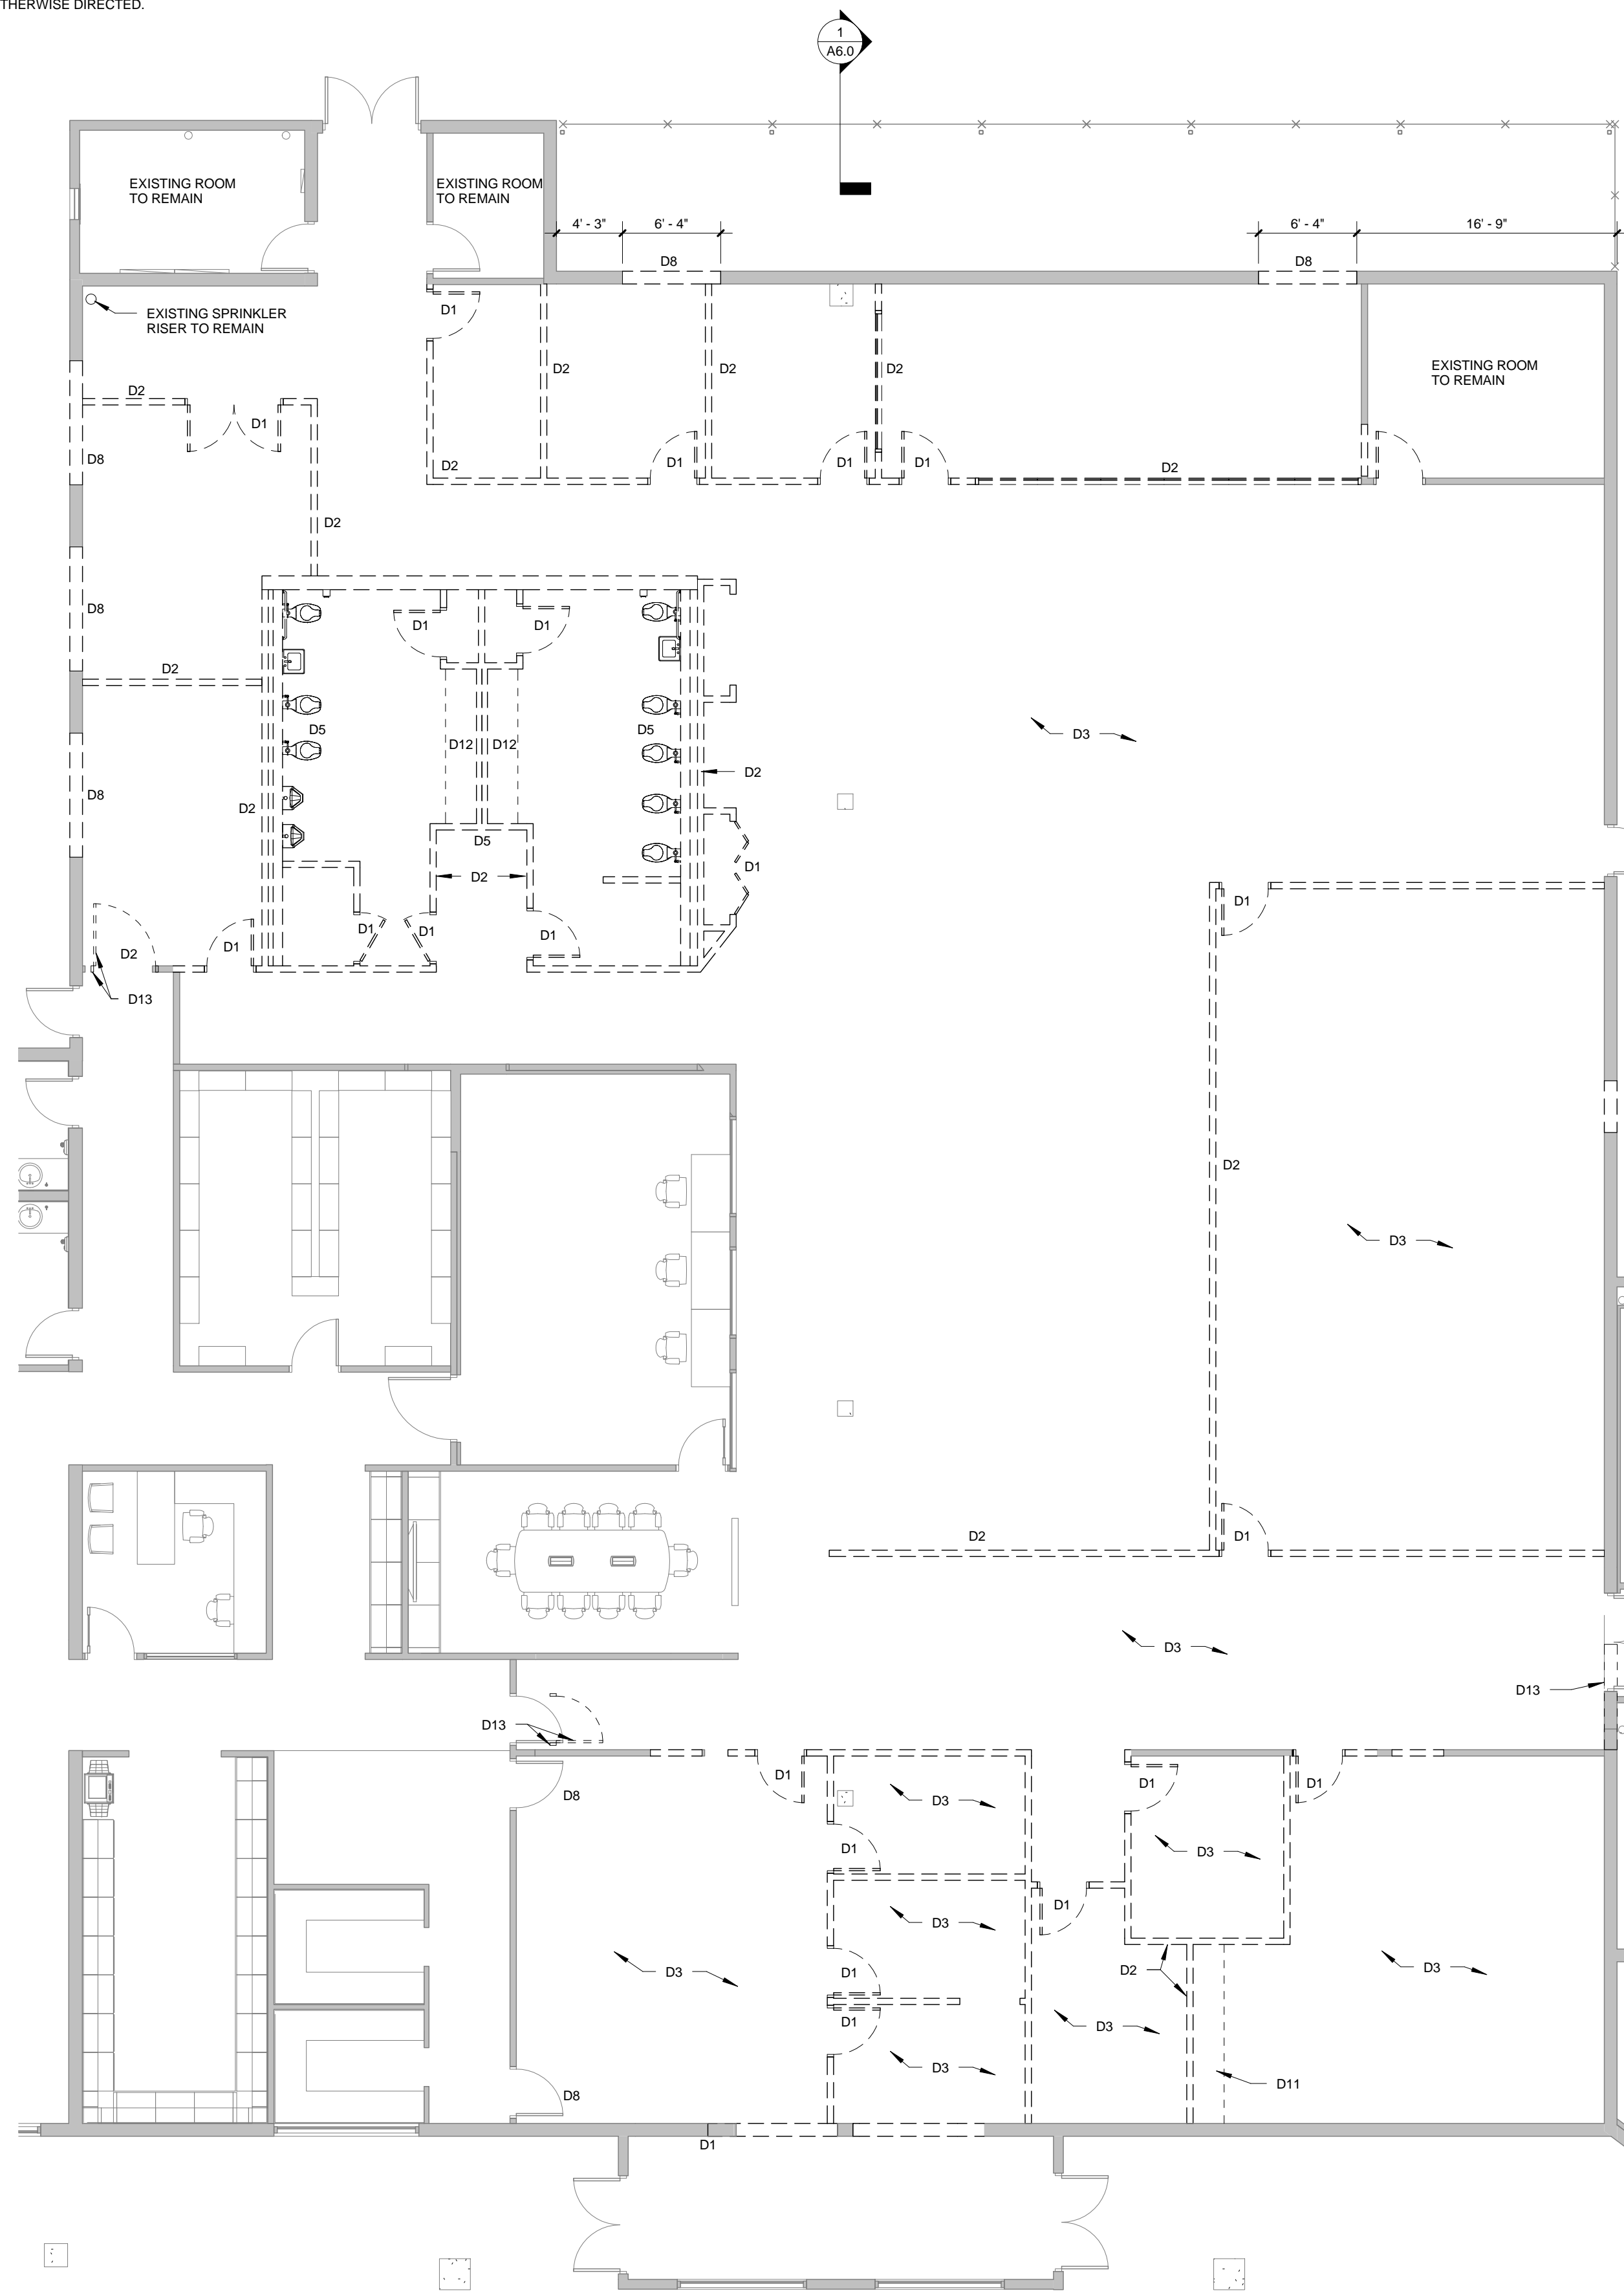 THERWISE DIRECTED.
1
A6.0
EXISTING ROOM
TO REMAIN
EXISTING ROOM
TO REMAIN
4' - 3"
6' - 4"
6' - 4"
16' - 9"
D8
D8
EXISTING SPRINKLER
RISER TO REMAIN
D1
D2
D2
D2
EXISTING ROOM
TO REMAIN
D2
D1
D8
D2
D1
D1
D1
D2
D2
D8
D1
D1
D2
D5
D5
D12
D12
D3
D2
D8
D2
D5
D1
D2
D1
D1
D1
D1
D1
D2
D13
D2
D3
D2
D1
D3
D13
D13
D1
D8
D1
D1
D3
D1
D3
D1
D3
D3
D1
D3
D2
D1
D3
D3
D11
D8
D1